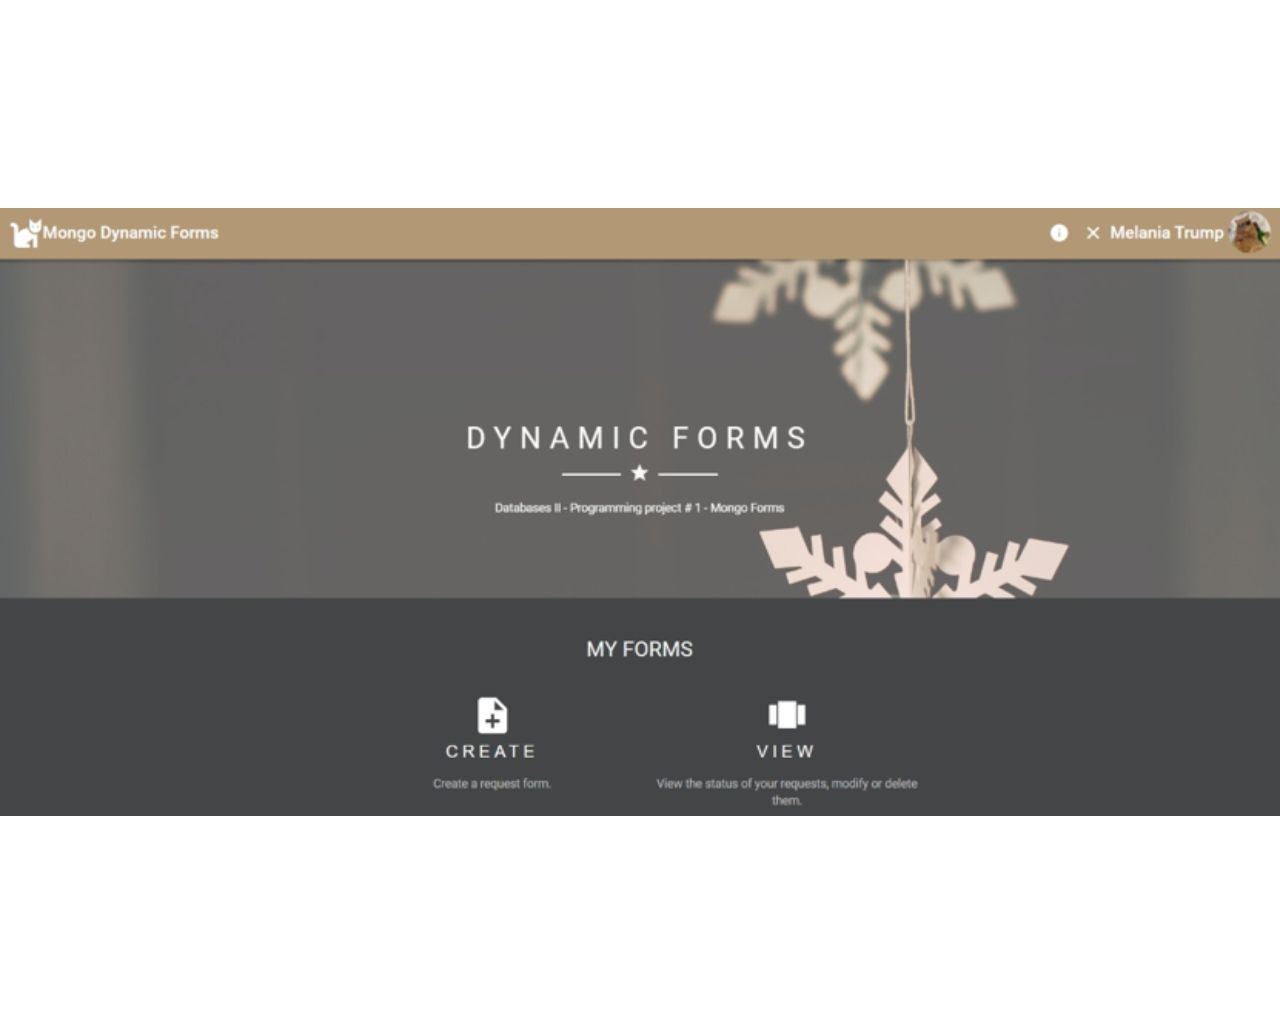 Mongo Dynamic Forms
Melania Trump
DYNAMIC FORMS
Databases II - Programming project # 1 - Mongo Forms
MY FORMS
CREATE
Create a request form.
VIEW
View the status of your requests, modify or delete
them.